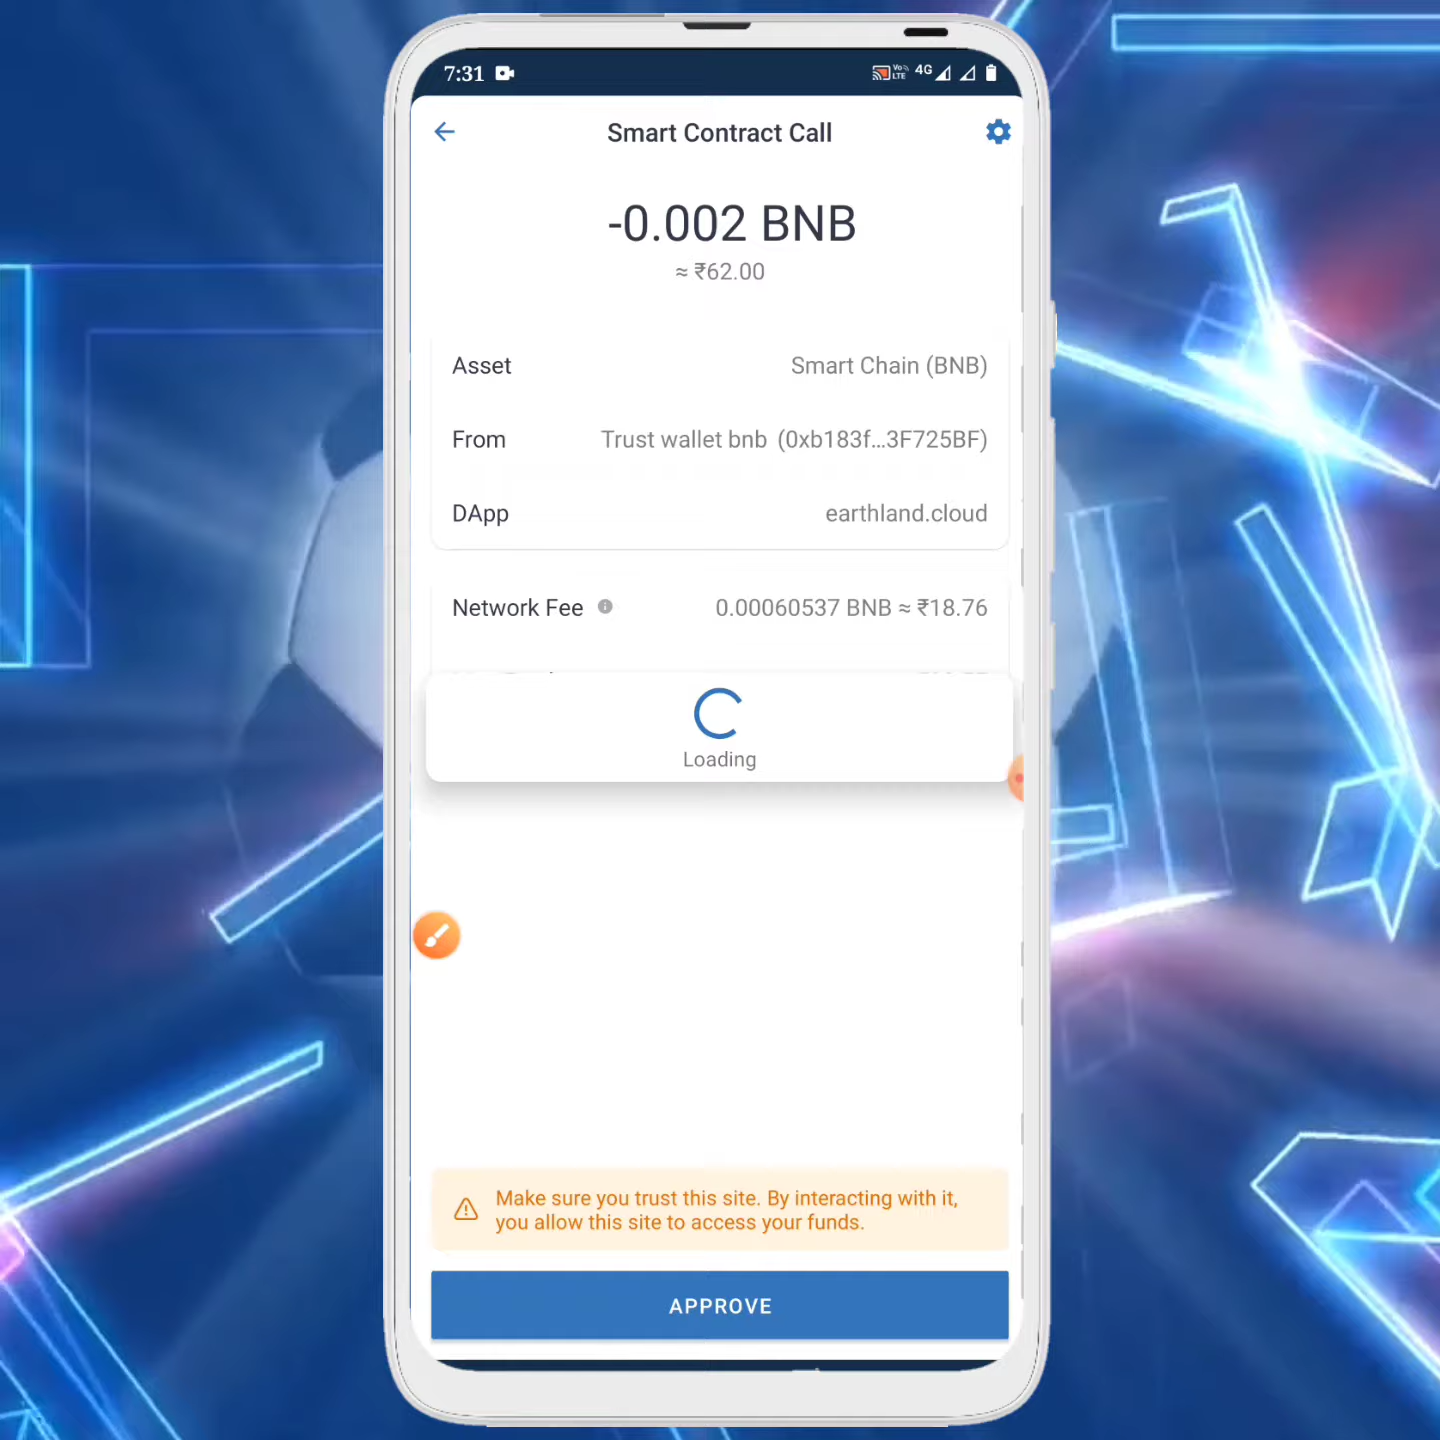 7:31
Vo LTE 4G
Smart Contract Call
-0.002 BNB
≈ ₹62.00
Asset Smart Chain (BNB)
From Trust wallet bnb (0xb183f...3F725BF)
DApp earthland.cloud
Network Fee 0.00060537 BNB ≈ ₹18.76
Loading
Make sure you trust this site. By interacting with it,
you allow this site to access your funds.
APPROVE